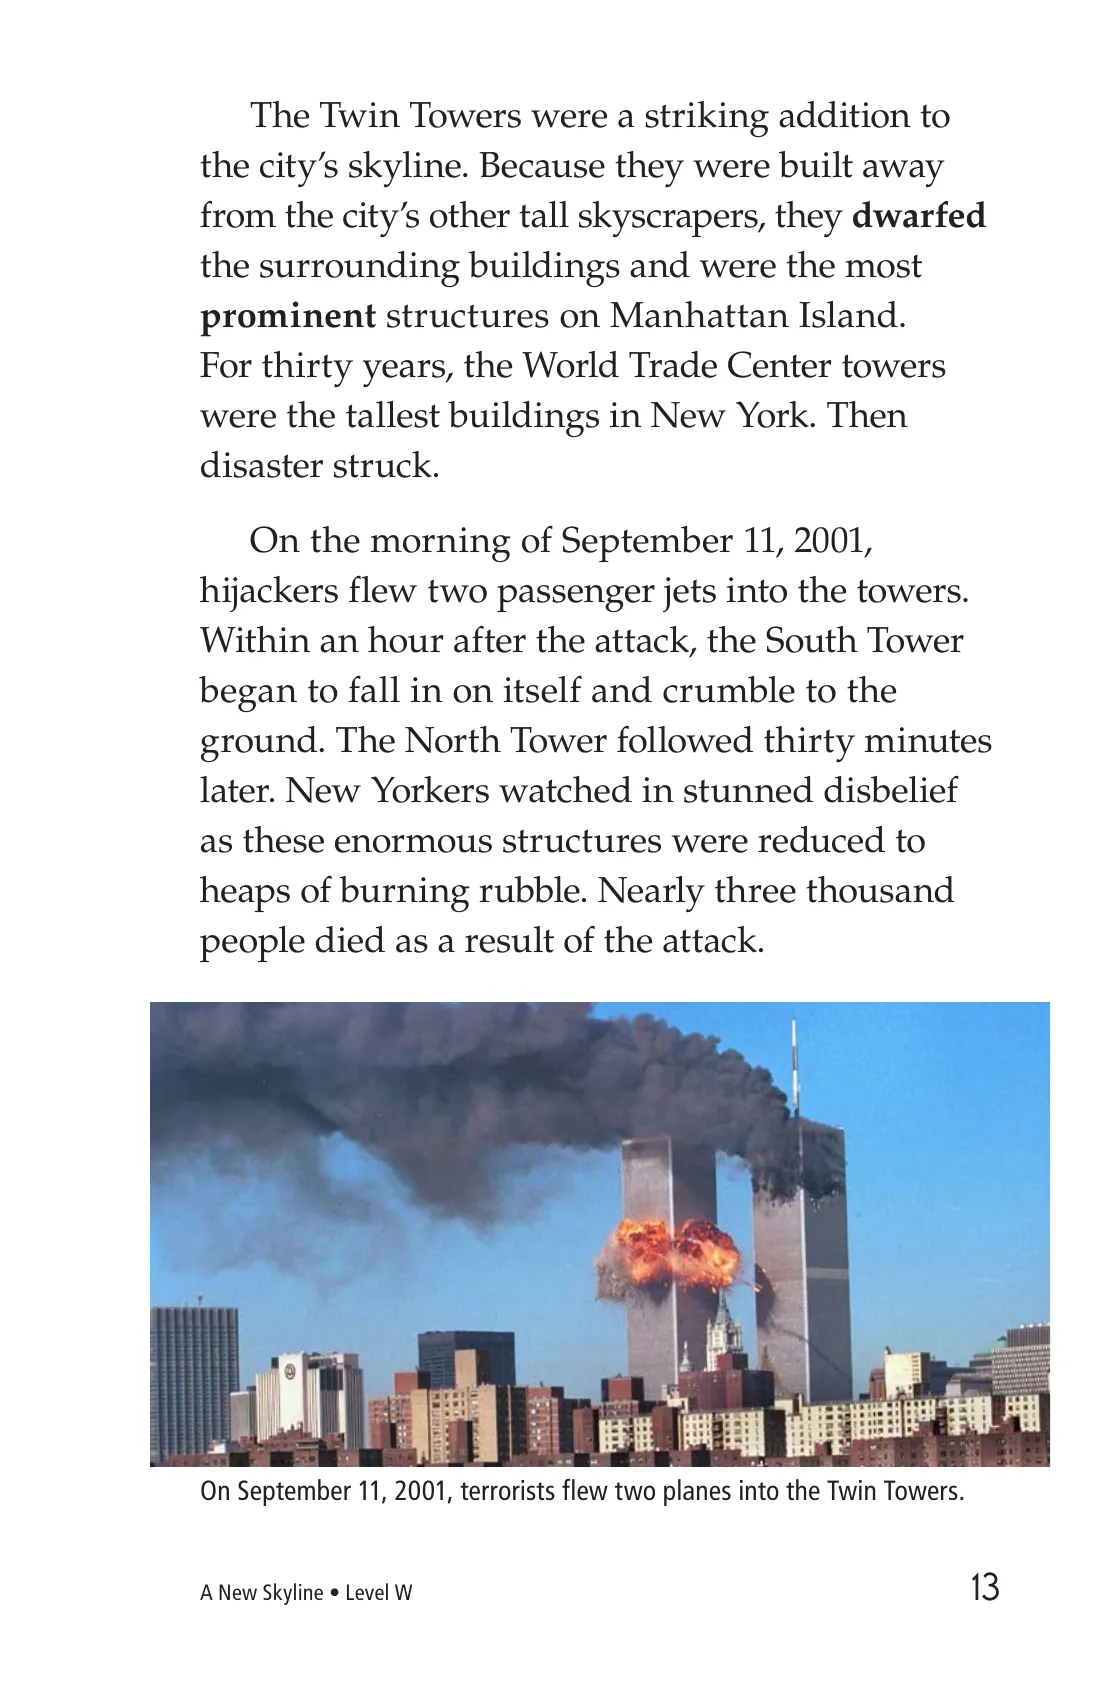 The Twin Towers were a striking addition to
the city’s skyline. Because they were built away
from the city’s other tall skyscrapers, they dwarfed
the surrounding buildings and were the most
prominent structures on Manhattan Island.
For thirty years, the World Trade Center towers
were the tallest buildings in New York. Then
disaster struck.
On the morning of September 11, 2001,
hijackers flew two passenger jets into the towers.
Within an hour after the attack, the South Tower
began to fall in on itself and crumble to the
ground. The North Tower followed thirty minutes
later. New Yorkers watched in stunned disbelief
as these enormous structures were reduced to
heaps of burning rubble. Nearly three thousand
people died as a result of the attack.
On September 11, 2001, terrorists flew two planes into the Twin Towers.
A New Skyline • Level W
13